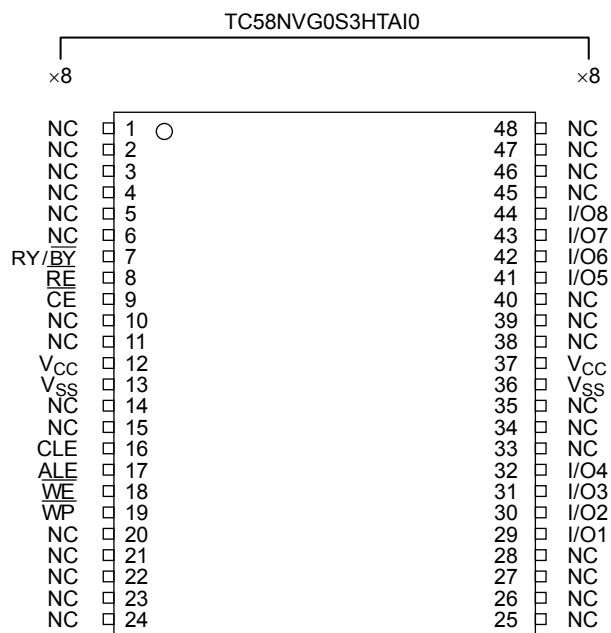 TC58NVG0S3HTAI0
×8 ×8
NC 1 48 NC
NC 2 47 NC
NC 3 46 NC
NC 4 45 NC
NC 5 44 I/O8
NC 6 43 I/O7
RY/B̅Y̅ 7 42 I/O6
R̅E̅ 8 41 I/O5
C̅E̅ 9 40 NC
NC 10 39 NC
NC 11 38 NC
VCC 12 37 VCC
VSS 13 36 VSS
NC 14 35 NC
NC 15 34 NC
CLE 16 33 NC
ALE 17 32 I/O4
W̅E̅ 18 31 I/O3
W̅P̅ 19 30 I/O2
NC 20 29 I/O1
NC 21 28 NC
NC 22 27 NC
NC 23 26 NC
NC 24 25 NC